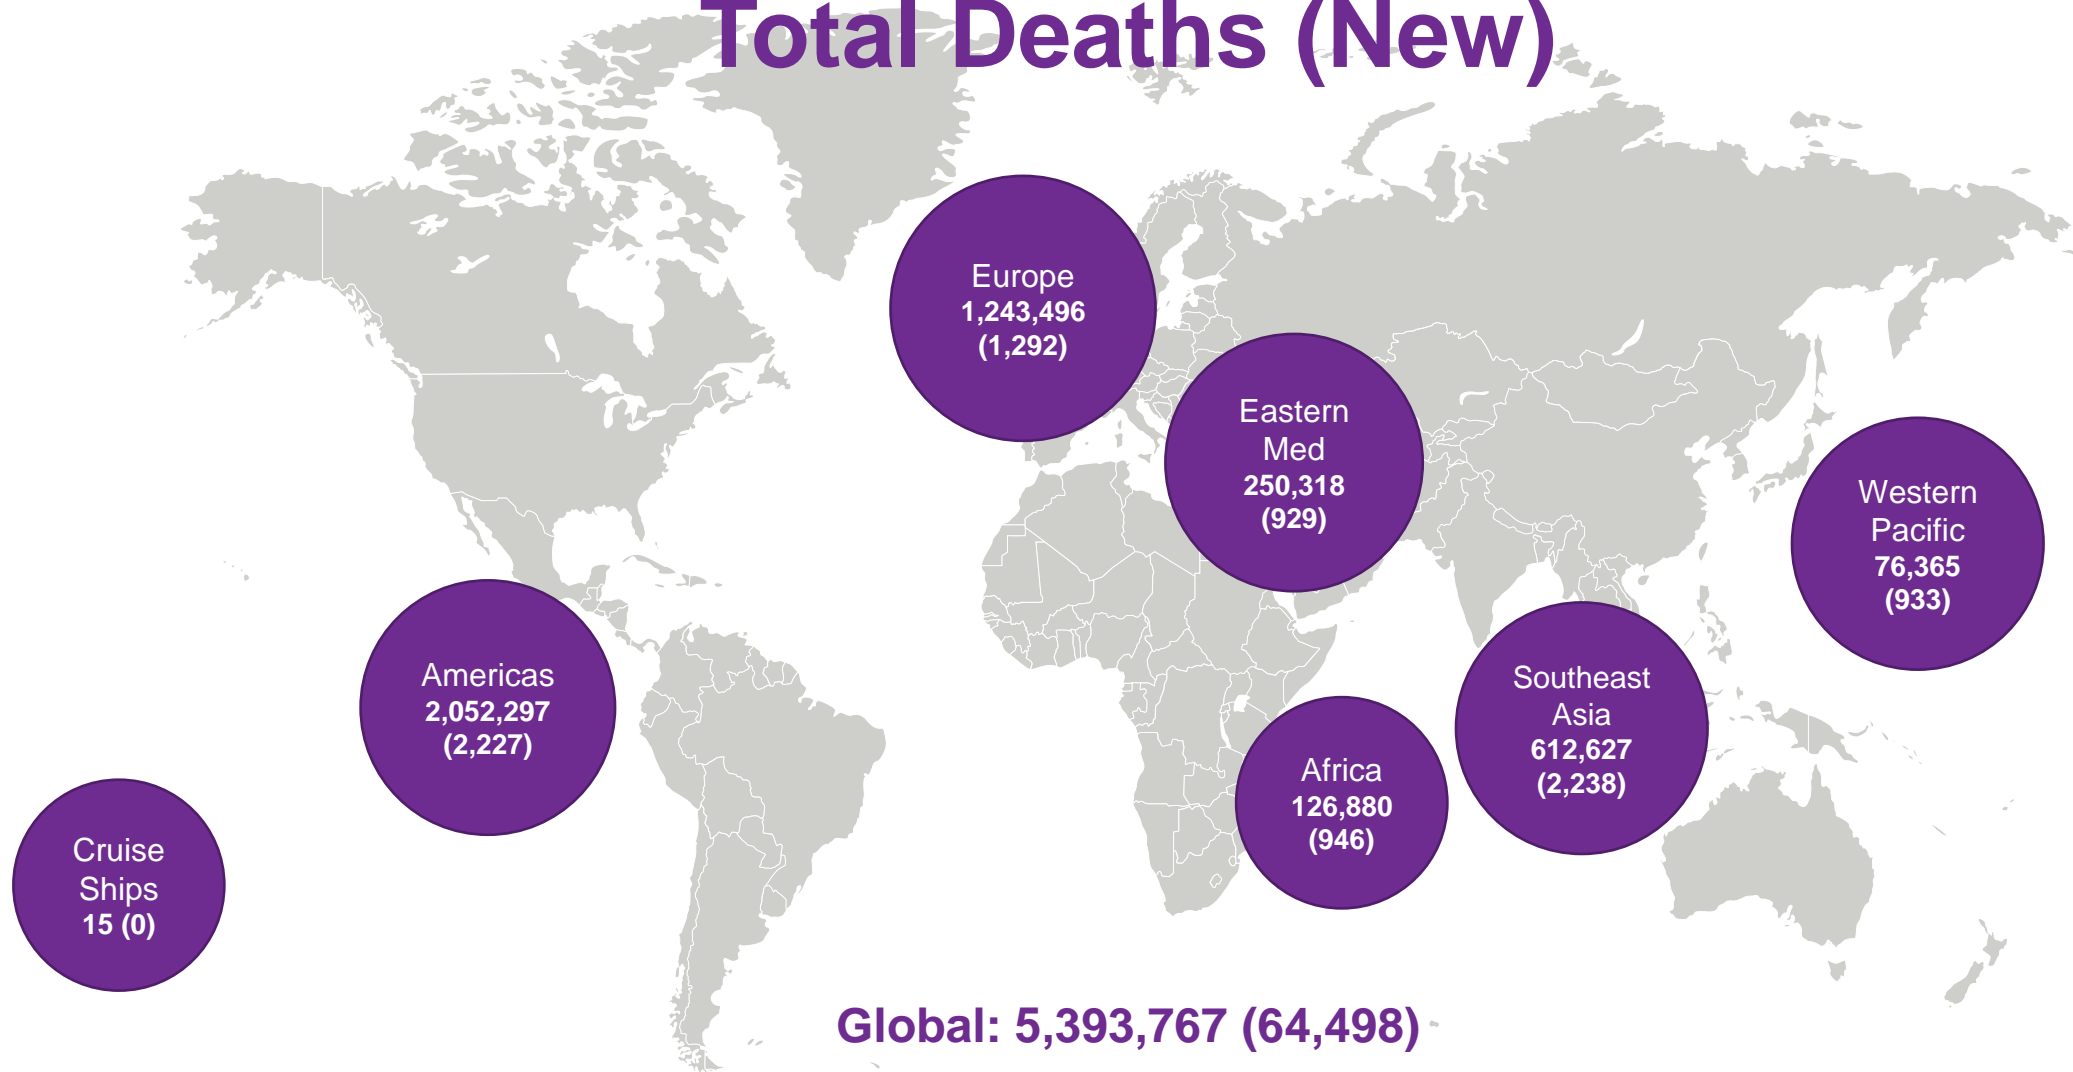 Total Deaths (New)
Europe
1,243,496
(1,292)
Eastern
Med
250,318
(929)
Western
Pacific
76,365
(933)
Americas
2,052,297
(2,227)
Southeast
Asia
612,627
(2,238)
Africa
126,880
(946)
Cruise
Ships
15 (0)
Global: 5,393,767 (64,498)